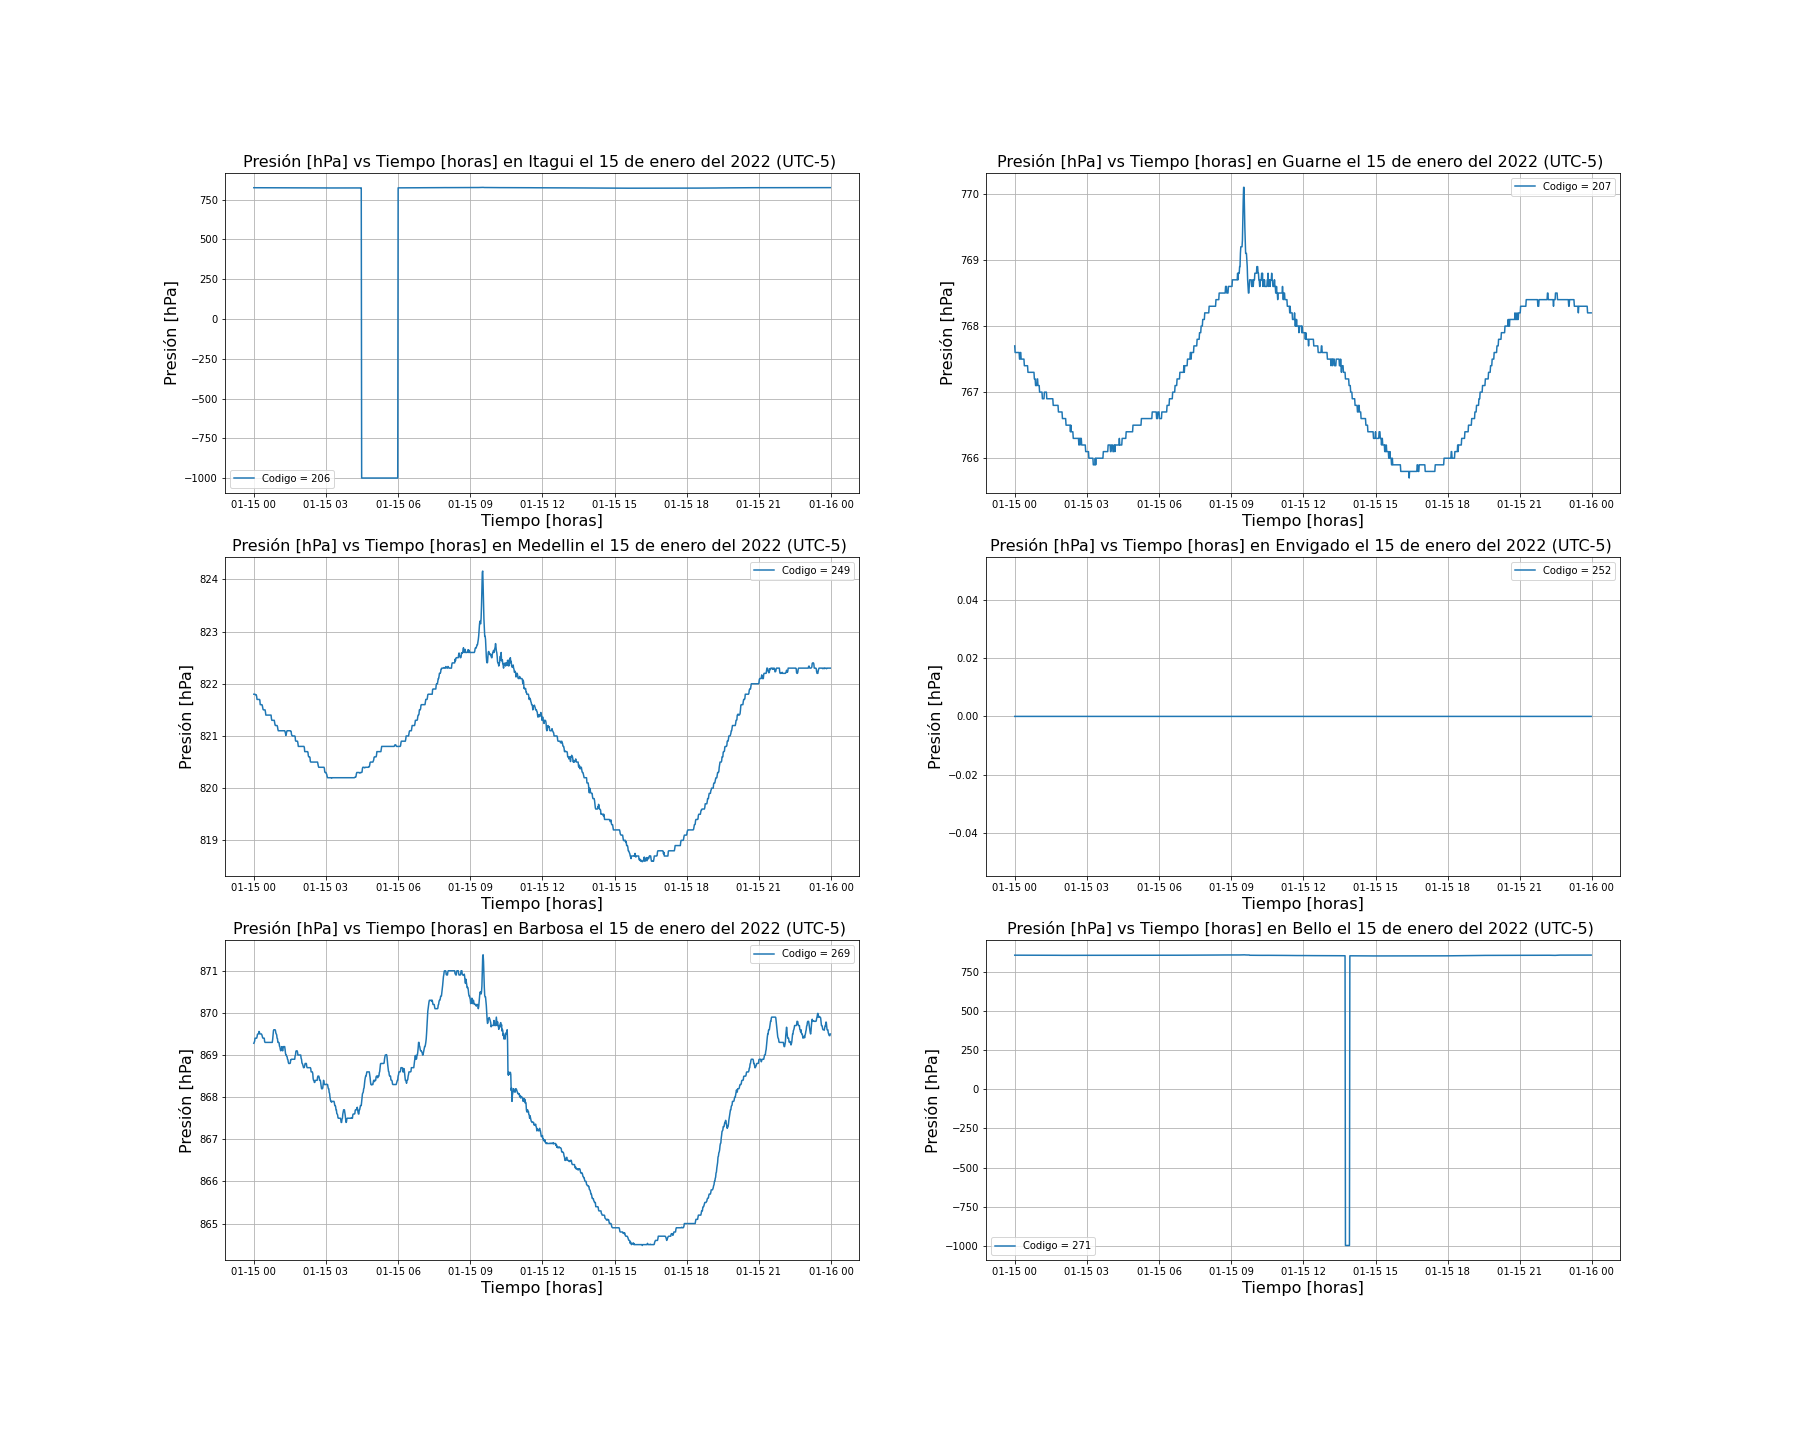 Presión [hPa] vs Tiempo [horas] en Itagui el 15 de enero del 2022 (UTC-5)
Presión [hPa]
750
500
250
0
−250
−500
−750
−1000
Codigo = 206
01-15 00 01-15 03 01-15 06 01-15 09 01-15 12 01-15 15 01-15 18 01-15 21 01-16 00
Tiempo [horas]
Presión [hPa] vs Tiempo [horas] en Guarne el 15 de enero del 2022 (UTC-5)
Codigo = 207
Presión [hPa]
770
769
768
767
766
01-15 00 01-15 03 01-15 06 01-15 09 01-15 12 01-15 15 01-15 18 01-15 21 01-16 00
Tiempo [horas]
Presión [hPa] vs Tiempo [horas] en Medellin el 15 de enero del 2022 (UTC-5)
Codigo = 249
Presión [hPa]
824
823
822
821
820
819
01-15 00 01-15 03 01-15 06 01-15 09 01-15 12 01-15 15 01-15 18 01-15 21 01-16 00
Tiempo [horas]
Presión [hPa] vs Tiempo [horas] en Envigado el 15 de enero del 2022 (UTC-5)
Codigo = 252
Presión [hPa]
0.04
0.02
0.00
−0.02
−0.04
01-15 00 01-15 03 01-15 06 01-15 09 01-15 12 01-15 15 01-15 18 01-15 21 01-16 00
Tiempo [horas]
Presión [hPa] vs Tiempo [horas] en Barbosa el 15 de enero del 2022 (UTC-5)
Codigo = 269
Presión [hPa]
871
870
869
868
867
866
865
01-15 00 01-15 03 01-15 06 01-15 09 01-15 12 01-15 15 01-15 18 01-15 21 01-16 00
Tiempo [horas]
Presión [hPa] vs Tiempo [horas] en Bello el 15 de enero del 2022 (UTC-5)
Presión [hPa]
750
500
250
0
−250
−500
−750
−1000
Codigo = 271
01-15 00 01-15 03 01-15 06 01-15 09 01-15 12 01-15 15 01-15 18 01-15 21 01-16 00
Tiempo [horas]